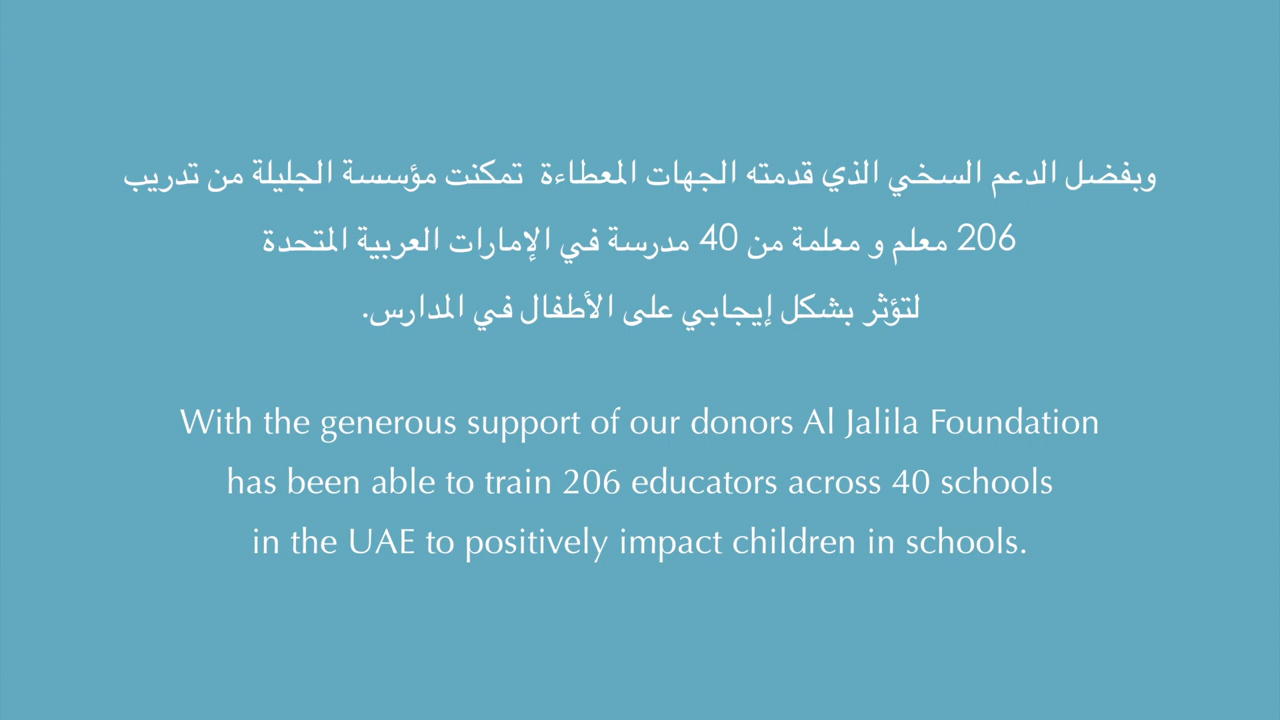 وبفضل الدعم السخي الذي قدمته الجهات المعطاءة تمكنت مؤسسة الجليلة من تدريب
206 معلم و معلمة من 40 مدرسة في الإمارات العربية المتحدة
لتؤثر بشكل إيجابي على الأطفال في المدارس.
With the generous support of our donors Al Jalila Foundation
has been able to train 206 educators across 40 schools
in the UAE to positively impact children in schools.